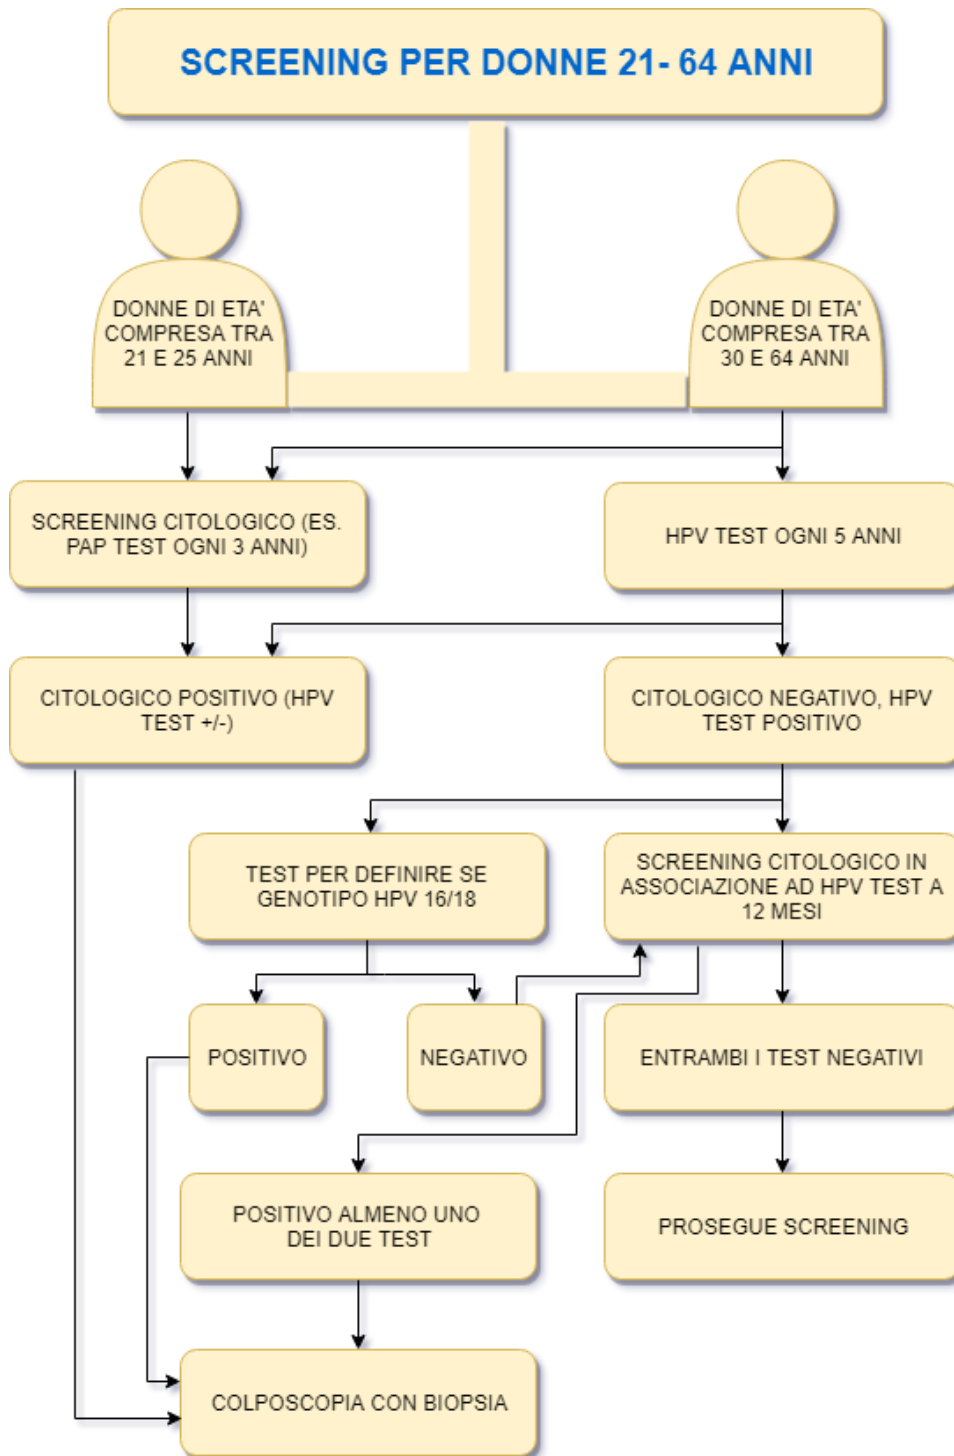 SCREENING PER DONNE 21- 64 ANNI
DONNE DI ETA'
COMPRESA TRA
21 E 25 ANNI
DONNE DI ETA'
COMPRESA TRA
30 E 64 ANNI
SCREENING CITOLOGICO (ES.
PAP TEST OGNI 3 ANNI)
HPV TEST OGNI 5 ANNI
CITOLOGICO POSITIVO (HPV
TEST +/-)
CITOLOGICO NEGATIVO, HPV
TEST POSITIVO
TEST PER DEFINIRE SE
GENOTIPO HPV 16/18
SCREENING CITOLOGICO IN
ASSOCIAZIONE AD HPV TEST A
12 MESI
POSITIVO
NEGATIVO
ENTRAMBI I TEST NEGATIVI
POSITIVO ALMENO UNO
DEI DUE TEST
PROSEGUE SCREENING
COLPOSCOPIA CON BIOPSIA